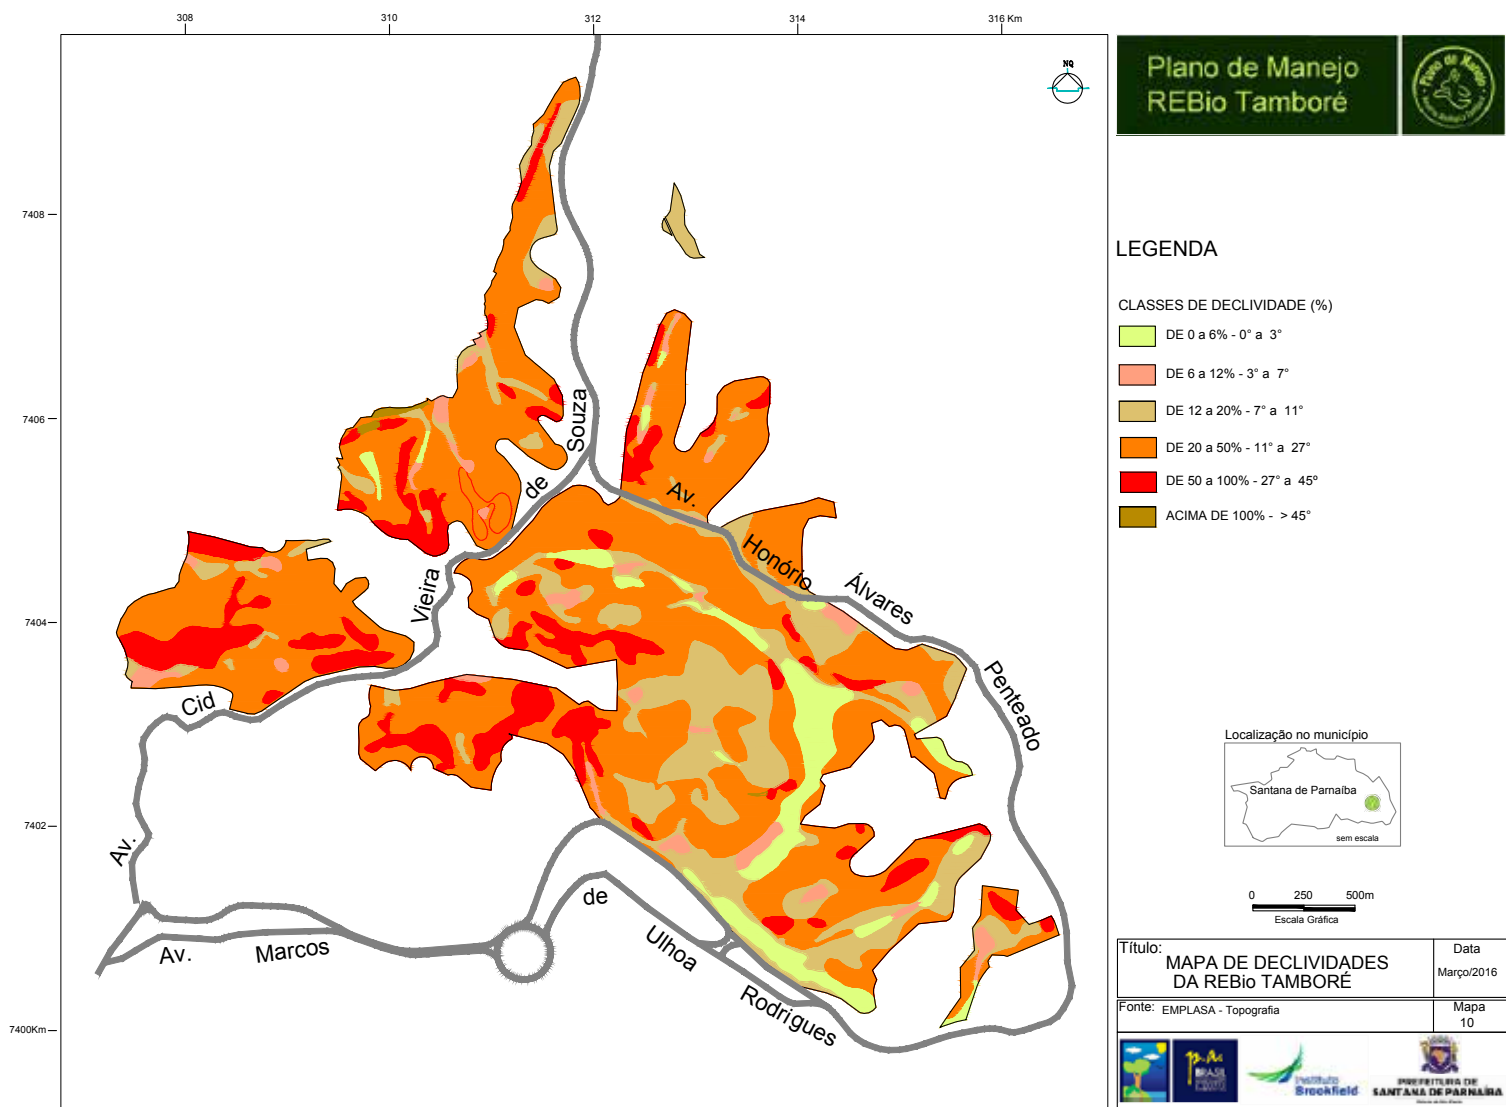 308
310
312
314
316 Km
7408
7406
7404
7402
7400Km
NQ
Av.
Cid
Vieira
de
Souza
Av.
Honório
Álvares
Penteado
Av.
Marcos
de
Ulhoa
Rodrigues
Plano de Manejo
REBio Tamboré
Plano de Manejo
LEGENDA
CLASSES DE DECLIVIDADE (%)
DE 0 a 6% - 0° a 3°
DE 6 a 12% - 3° a 7°
DE 12 a 20% - 7° a 11°
DE 20 a 50% - 11° a 27°
DE 50 a 100% - 27° a 45º
ACIMA DE 100% - > 45°
Localização no município
Santana de Parnaíba
sem escala
0 250 500m
Escala Gráfica
Título:
MAPA DE DECLIVIDADES
DA REBio TAMBORÉ
Data
Março/2016
Fonte: EMPLASA - Topografia
Mapa
10
p.A.
BRASIL
Instituto
Brookfield
PREFEITURA DE
SANTANA DE PARNAÍBA